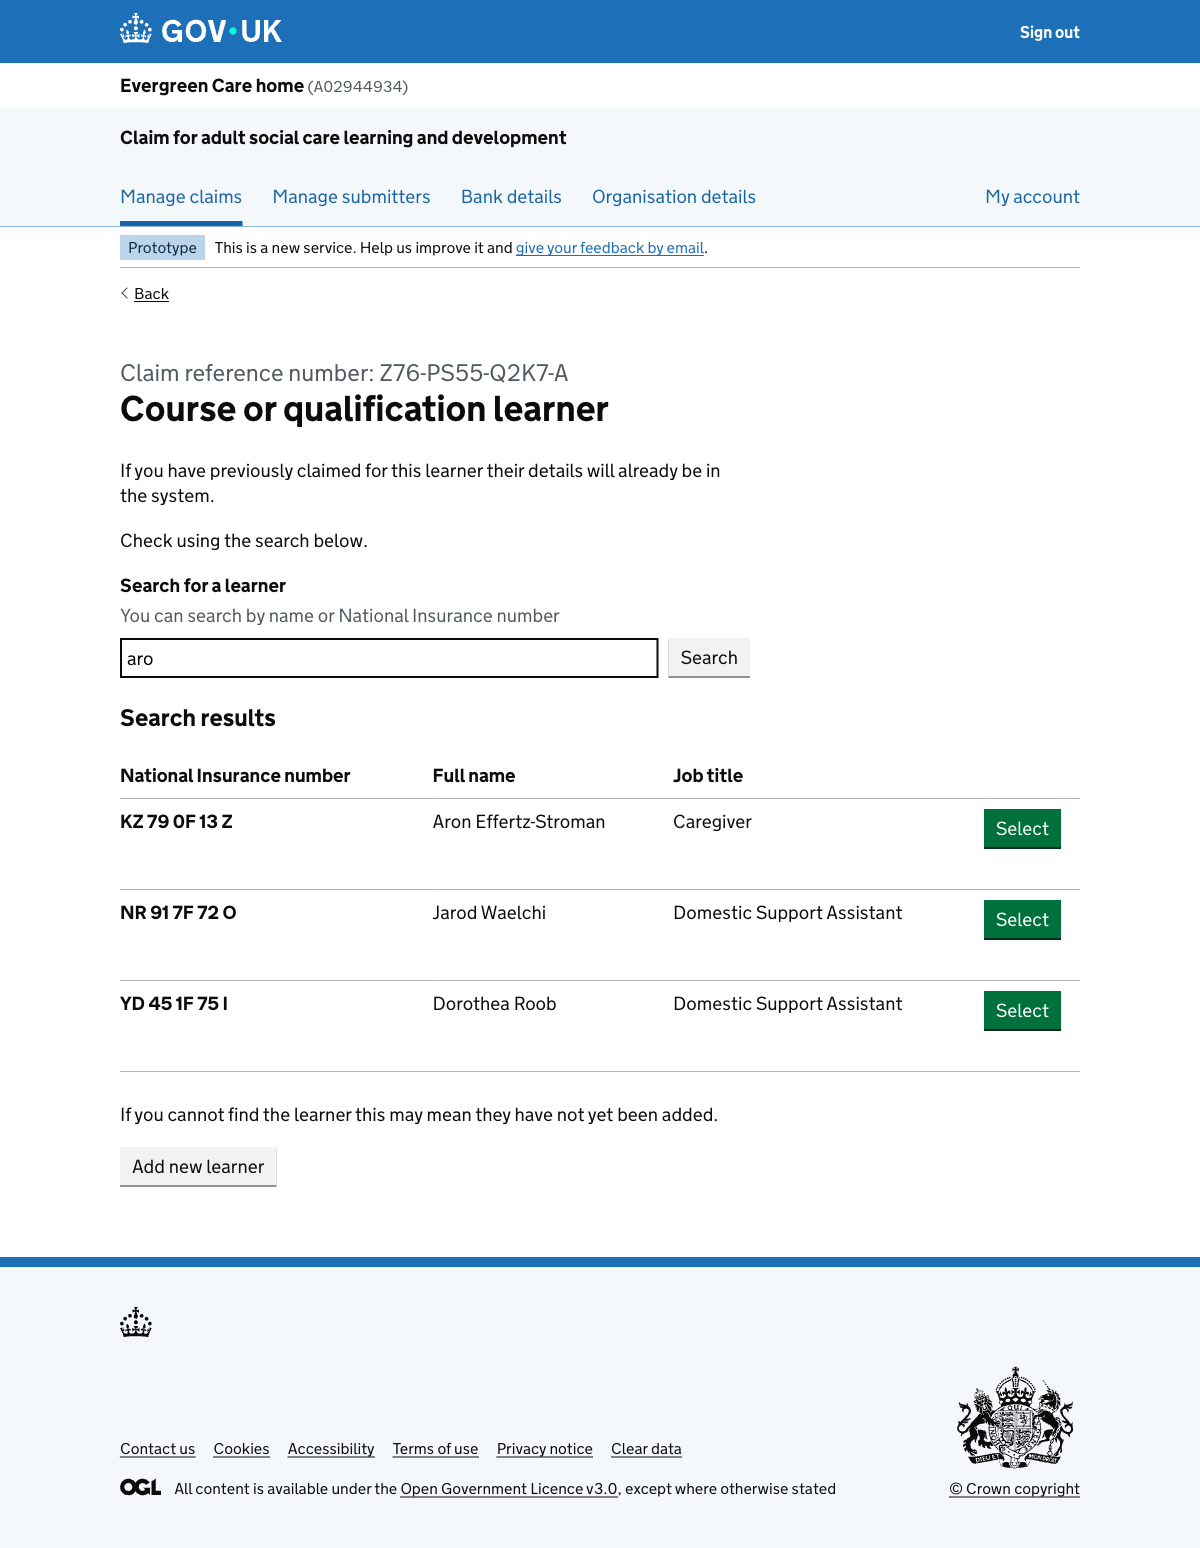 GOV·UK
Sign out
Evergreen Care home (A02944934)
Claim for adult social care learning and development
Manage claims Manage submitters Bank details Organisation details My account
Prototype This is a new service. Help us improve it and give your feedback by email.
Back
Claim reference number: Z76-PS55-Q2K7-A
Course or qualification learner
If you have previously claimed for this learner their details will already be in
the system.
Check using the search below.
Search for a learner
You can search by name or National Insurance number
aro Search
Search results
National Insurance number Full name Job title
KZ 79 0F 13 Z Aron Effertz-Stroman Caregiver Select
NR 91 7F 72 O Jarod Waelchi Domestic Support Assistant Select
YD 45 1F 75 I Dorothea Roob Domestic Support Assistant Select
If you cannot find the learner this may mean they have not yet been added.
Add new learner
Contact us Cookies Accessibility Terms of use Privacy notice Clear data
OGL All content is available under the Open Government Licence v3.0, except where otherwise stated
© Crown copyright